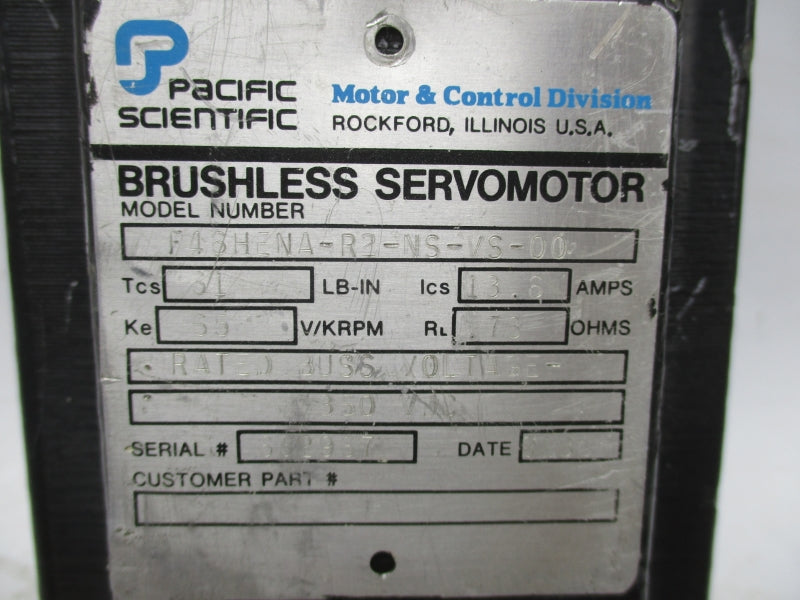 PACIFIC SCIENTIFIC
Motor & Control Division
ROCKFORD, ILLINOIS U.S.A.
BRUSHLESS SERVOMOTOR
MODEL NUMBER
Tcs LB-IN Ics 13.6 AMPS
Ke V/KRPM RL OHMS
RATED BUSS VOLTAGE-
350
SERIAL # DATE
CUSTOMER PART #